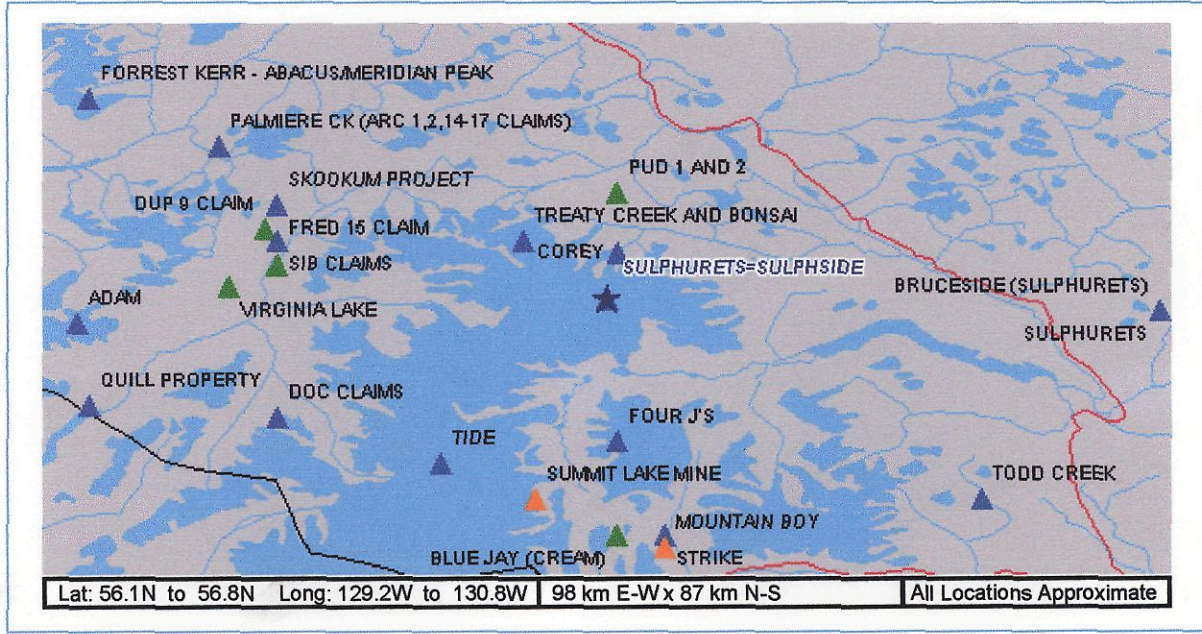 FORREST KERR - ABACUS/MERIDIAN PEAK
PALMIERE CK (ARC 1,2,14-17 CLAIMS)
SKOOKUM PROJECT
PUD 1 AND 2
DUP 9 CLAIM
FRED 15 CLAIM
TREATY CREEK AND BONSAI
COREY
SIB CLAIMS
SULPHURETS=SULPHSIDE
BRUCESIDE (SULPHURETS)
ADAM
VIRGINIA LAKE
SULPHURETS
QUILL PROPERTY
DOC CLAIMS
FOUR J'S
TIDE
SUMMIT LAKE MINE
TODD CREEK
MOUNTAIN BOY
BLUE JAY (CREAM)
STRIKE
Lat: 56.1N to 56.8N Long: 129.2W to 130.8W
98 km E-W x 87 km N-S
All Locations Approximate